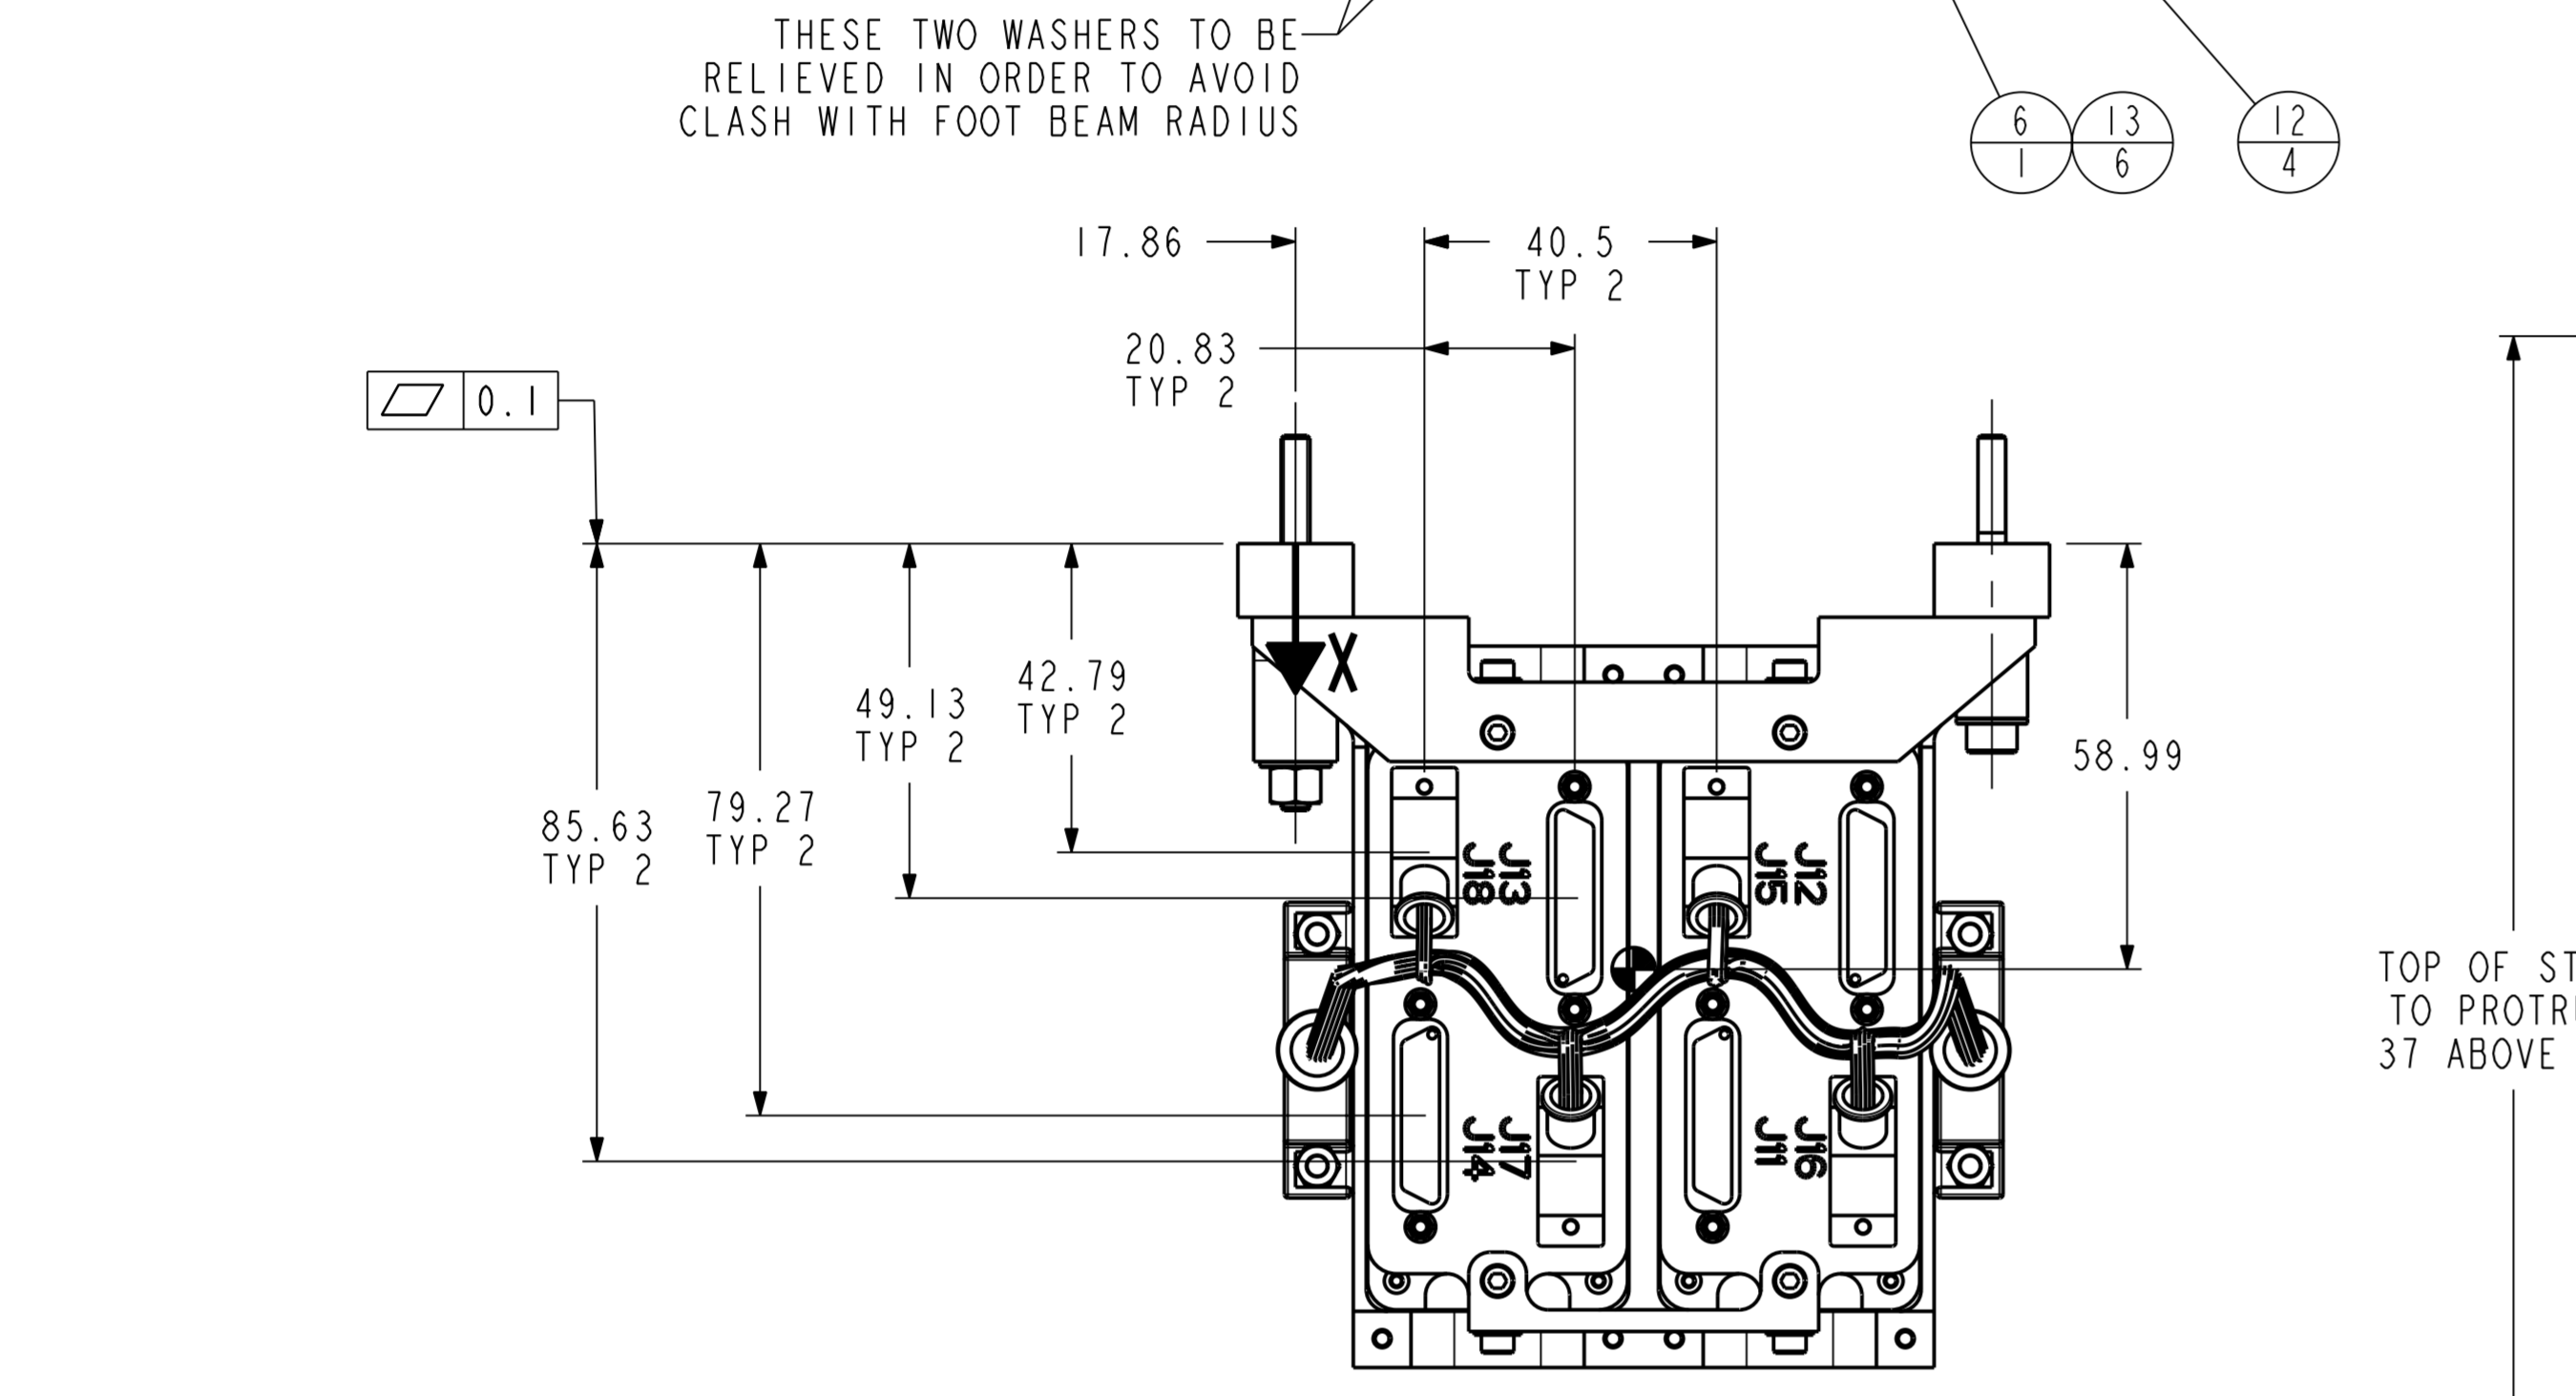 THESE TWO WASHERS TO BE
RELIEVED IN ORDER TO AVOID
CLASH WITH FOOT BEAM RADIUS
6
1
13
6
12
4
17.86
40.5
TYP 2
20.83
TYP 2
0.1
X
42.79
TYP 2
49.13
TYP 2
58.99
79.27
TYP 2
85.63
TYP 2
J13
J18
J12
J15
J17
J14
J16
J11
TOP OF ST
TO PROTR
37 ABOVE